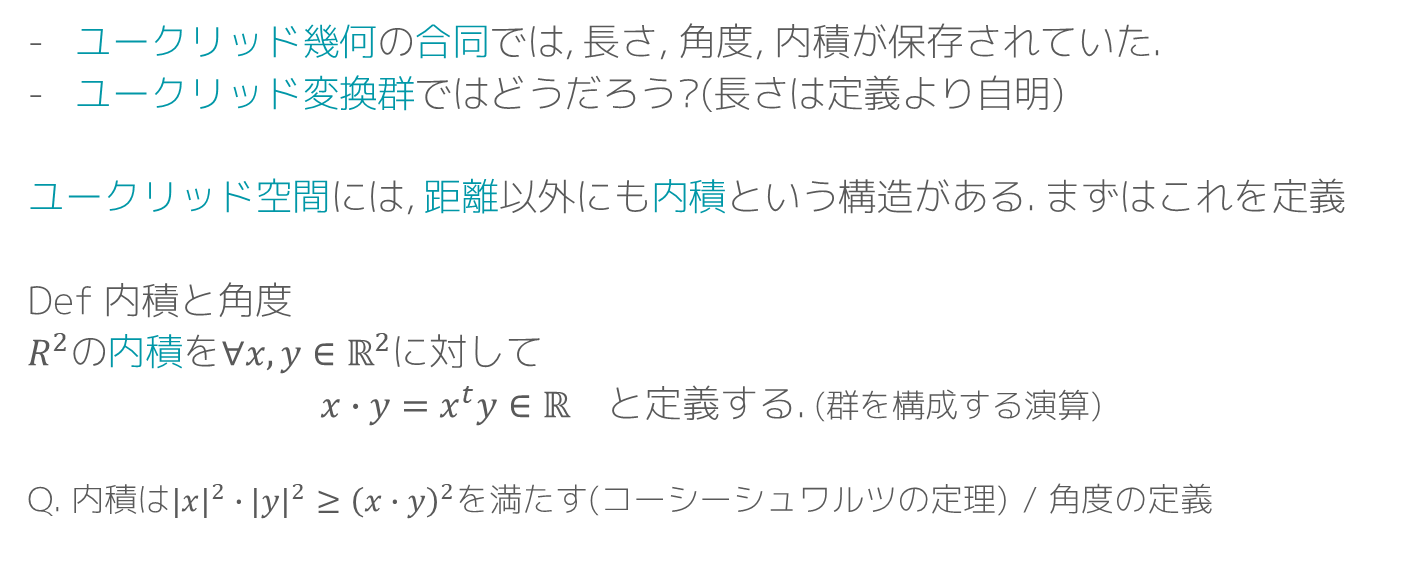 - ユークリッド幾何の合同では, 長さ, 角度, 内積が保存されていた.
- ユークリッド変換群ではどうだろう?(長さは定義より自明)
ユークリッド空間には, 距離以外にも内積という構造がある. まずはこれを定義
Def 内積と角度
R²の内積を∀x, y ∈ ℝ²に対して
x · y = xᵗy ∈ ℝ と定義する. (群を構成する演算)
Q. 内積は|x|² · |y|² ≥ (x · y)²を満たす(コーシーシュワルツの定理) / 角度の定義